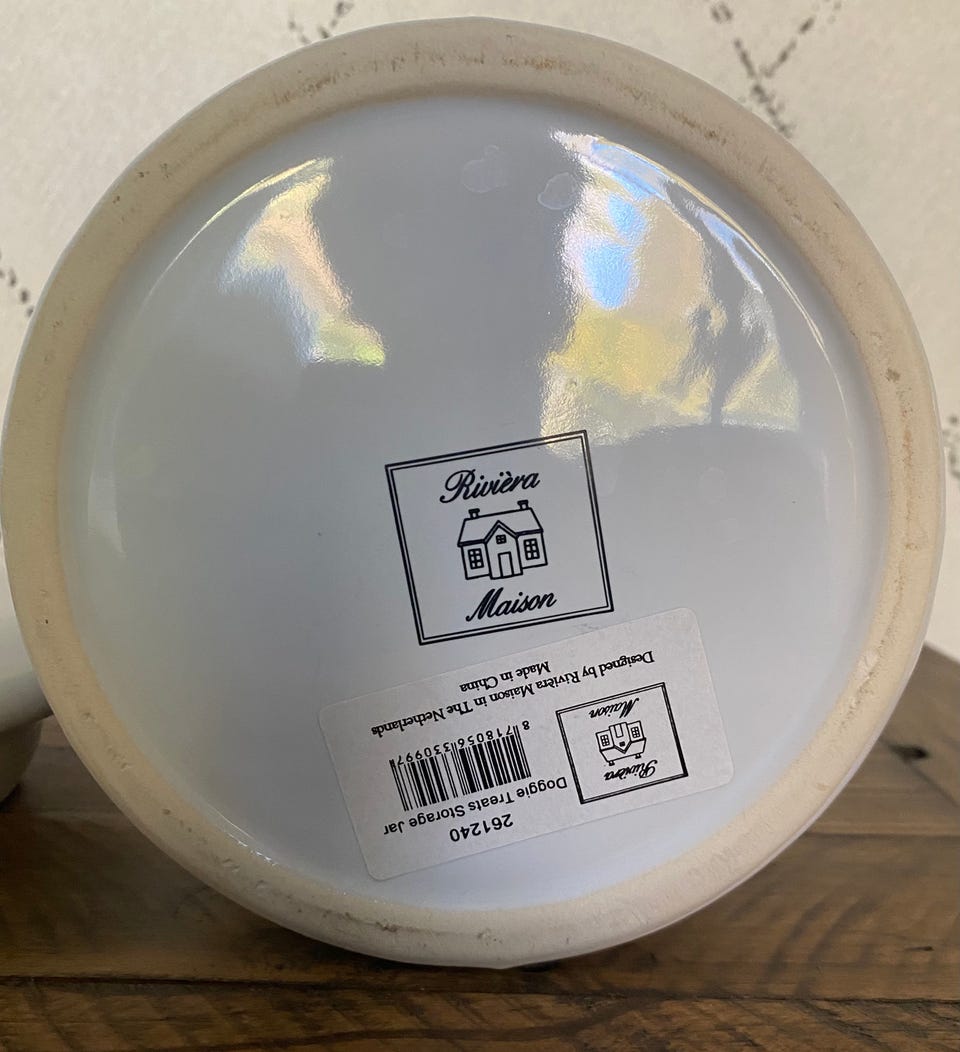 Rivièra
Maison
261240
Doggie Treats Storage Jar
8 718056 330997
Rivièra
Maison
Designed by Rivièra Maison in The Netherlands
Made in China